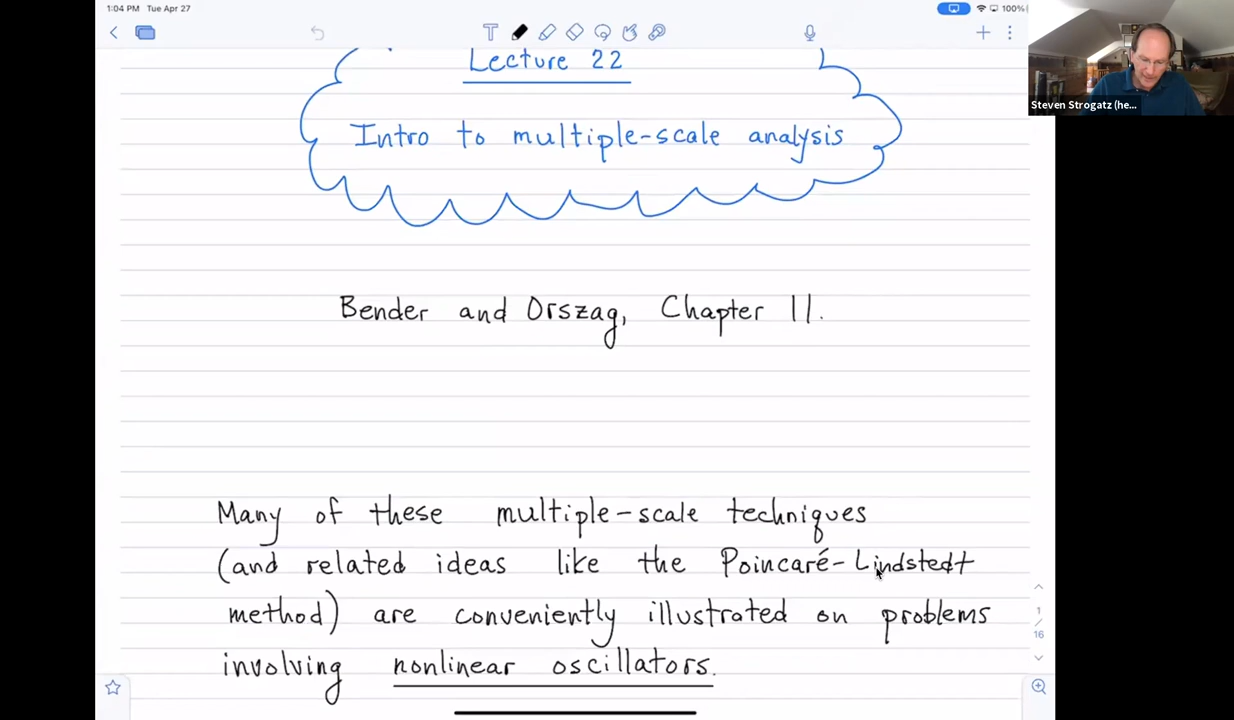 1:04 PM Tue Apr 27
100%
Lecture 22
Intro to multiple-scale analysis
Steven Strogatz (he...
Bender and Orszag, Chapter 11.
Many of these multiple-scale techniques
(and related ideas like the Poincaré-Lindstedt
method) are conveniently illustrated on problems
involving nonlinear oscillators.
1
/
16